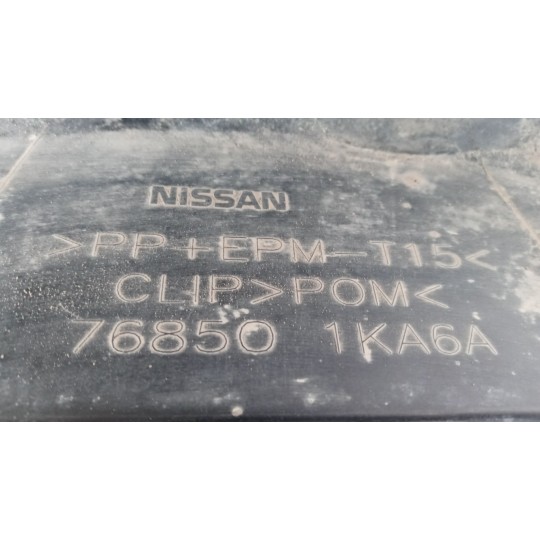 NISSAN
>PP+EPM-T15<
CLIP>POM<
76850 1KA6A